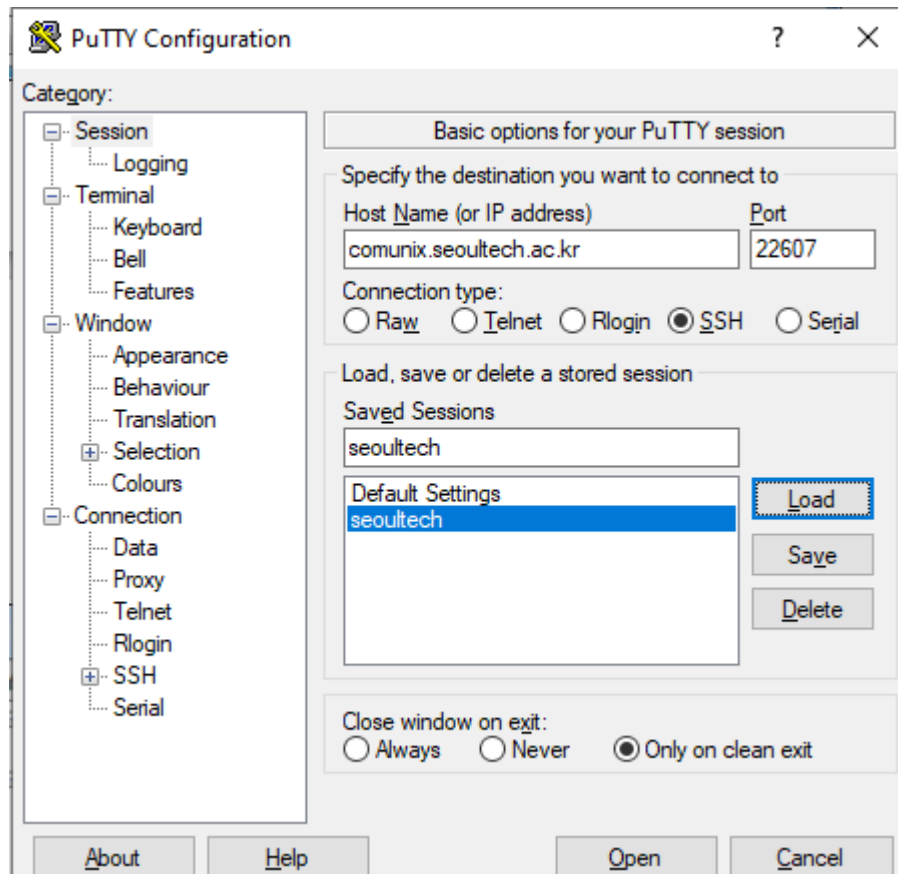 PuTTY Configuration
?
Category:
Session
Logging
Terminal
Keyboard
Bell
Features
Window
Appearance
Behaviour
Translation
Selection
Colours
Connection
Data
Proxy
Telnet
Rlogin
SSH
Serial
Basic options for your PuTTY session
Specify the destination you want to connect to
Host Name (or IP address) Port
comunix.seoultech.ac.kr 22607
Connection type:
Raw Telnet Rlogin SSH Serial
Load, save or delete a stored session
Saved Sessions
seoultech
Default Settings
seoultech
Load
Save
Delete
Close window on exit:
Always Never Only on clean exit
About Help Open Cancel